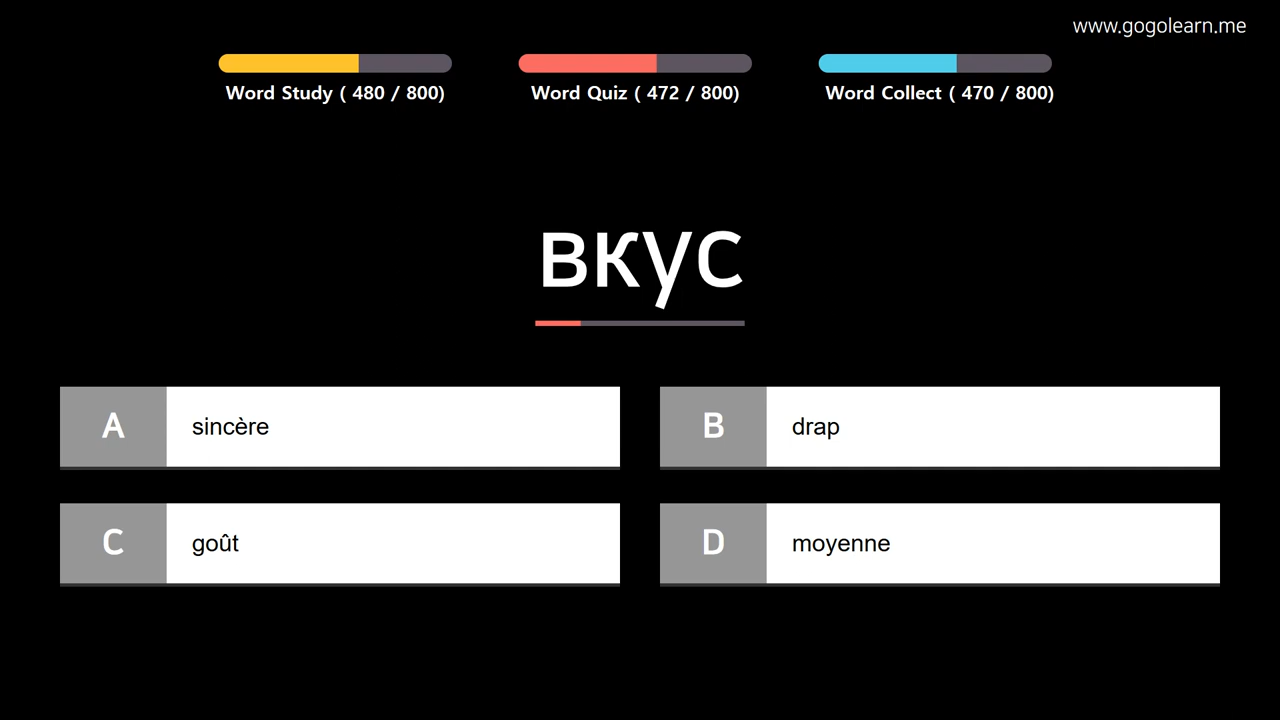 www.gogolearn.me
Word Study ( 480 / 800)
Word Quiz ( 472 / 800)
Word Collect ( 470 / 800)
вкус
A sincère
B drap
C goût
D moyenne